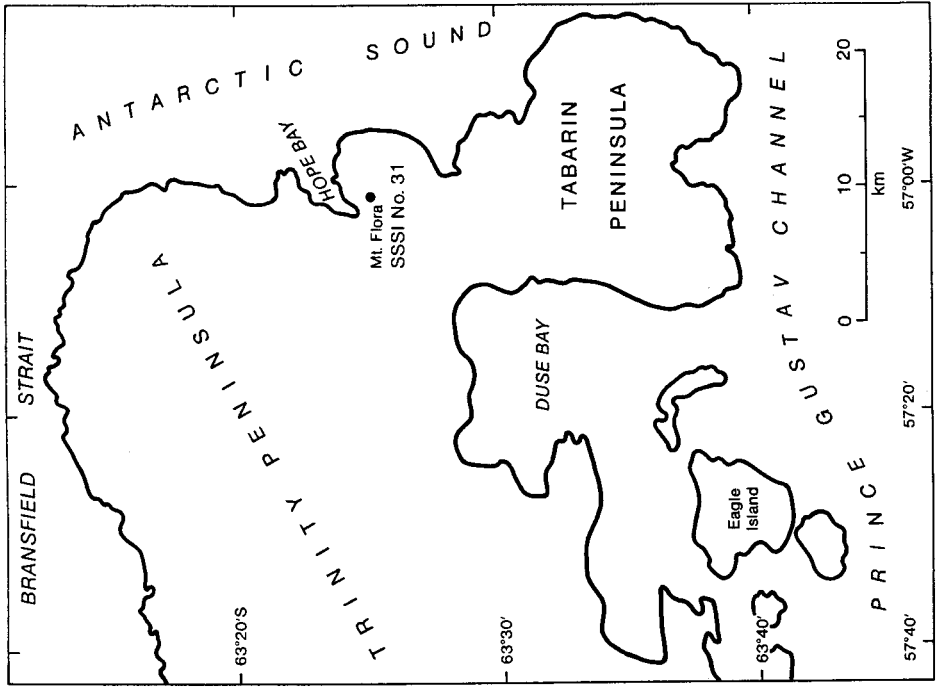 BRANSFIELD STRAIT
ANTARCTIC SOUND
TRINITY PENINSULA
HOPE BAY
Mt. Flora
SSSI No. 31
TABARIN
PENINSULA
DUSE BAY
Eagle
Island
PRINCE GUSTAV CHANNEL
63°20'S
63°30'
63°40'
57°40'
57°20'
57°00'W
0 10 20
km